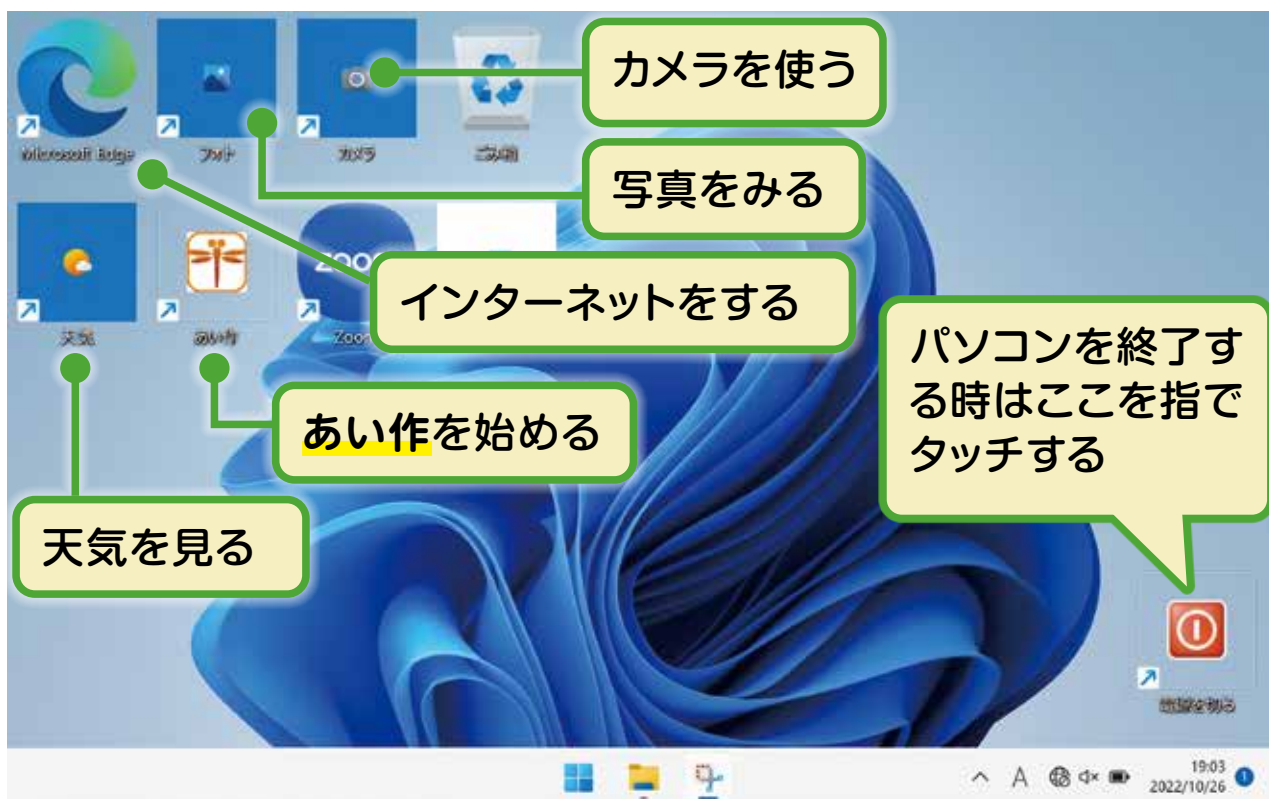 カメラを使う
Microsoft Edge
フォト
カメラ
ごみ箱
写真をみる
インターネットをする
天気
あい作
Zoom
パソコンを終了す
る時はここを指で
タッチする
あい作を始める
天気を見る
電源を切る
A
19:03
2022/10/26
1